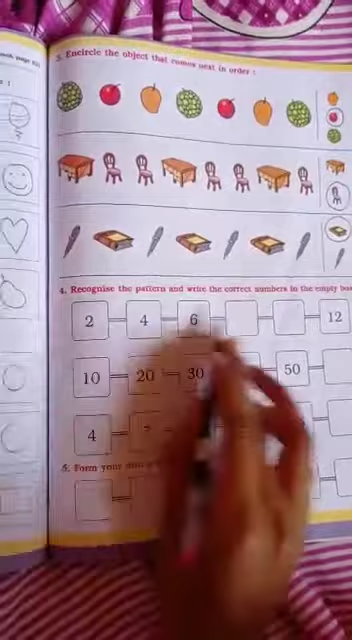 3. Encircle the object that comes next in order :
4. Recognise the pattern and write the correct numbers in the empty
2 4 6 12
10 20 30 50
4
5. Form your own